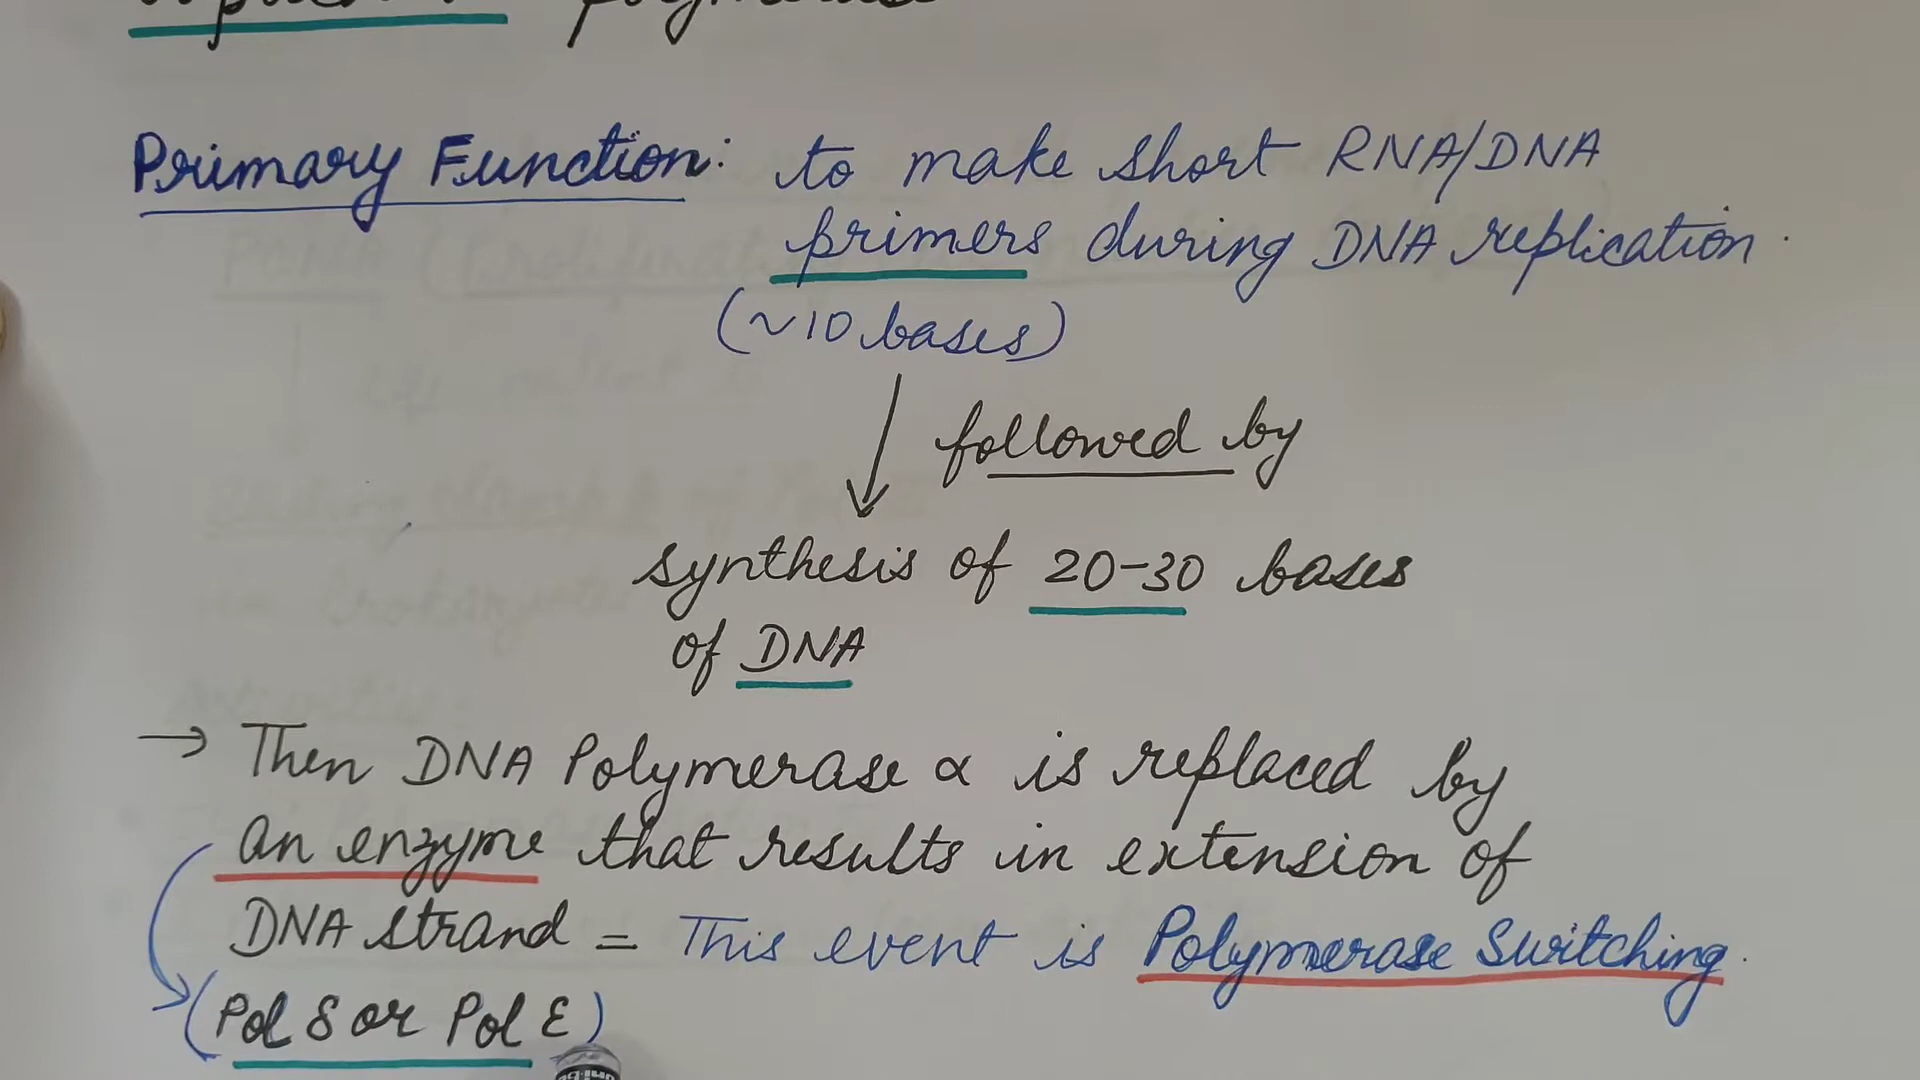 polymerase
Primary Function: to make short RNA/DNA
primers during DNA replication.
(~10 bases)
↓ followed by
synthesis of 20-30 bases
of DNA
→ Then DNA Polymerase α is replaced by
an enzyme that results in extension of
DNA strand = This event is Polymerase Switching.
(Pol δ or Pol ε)